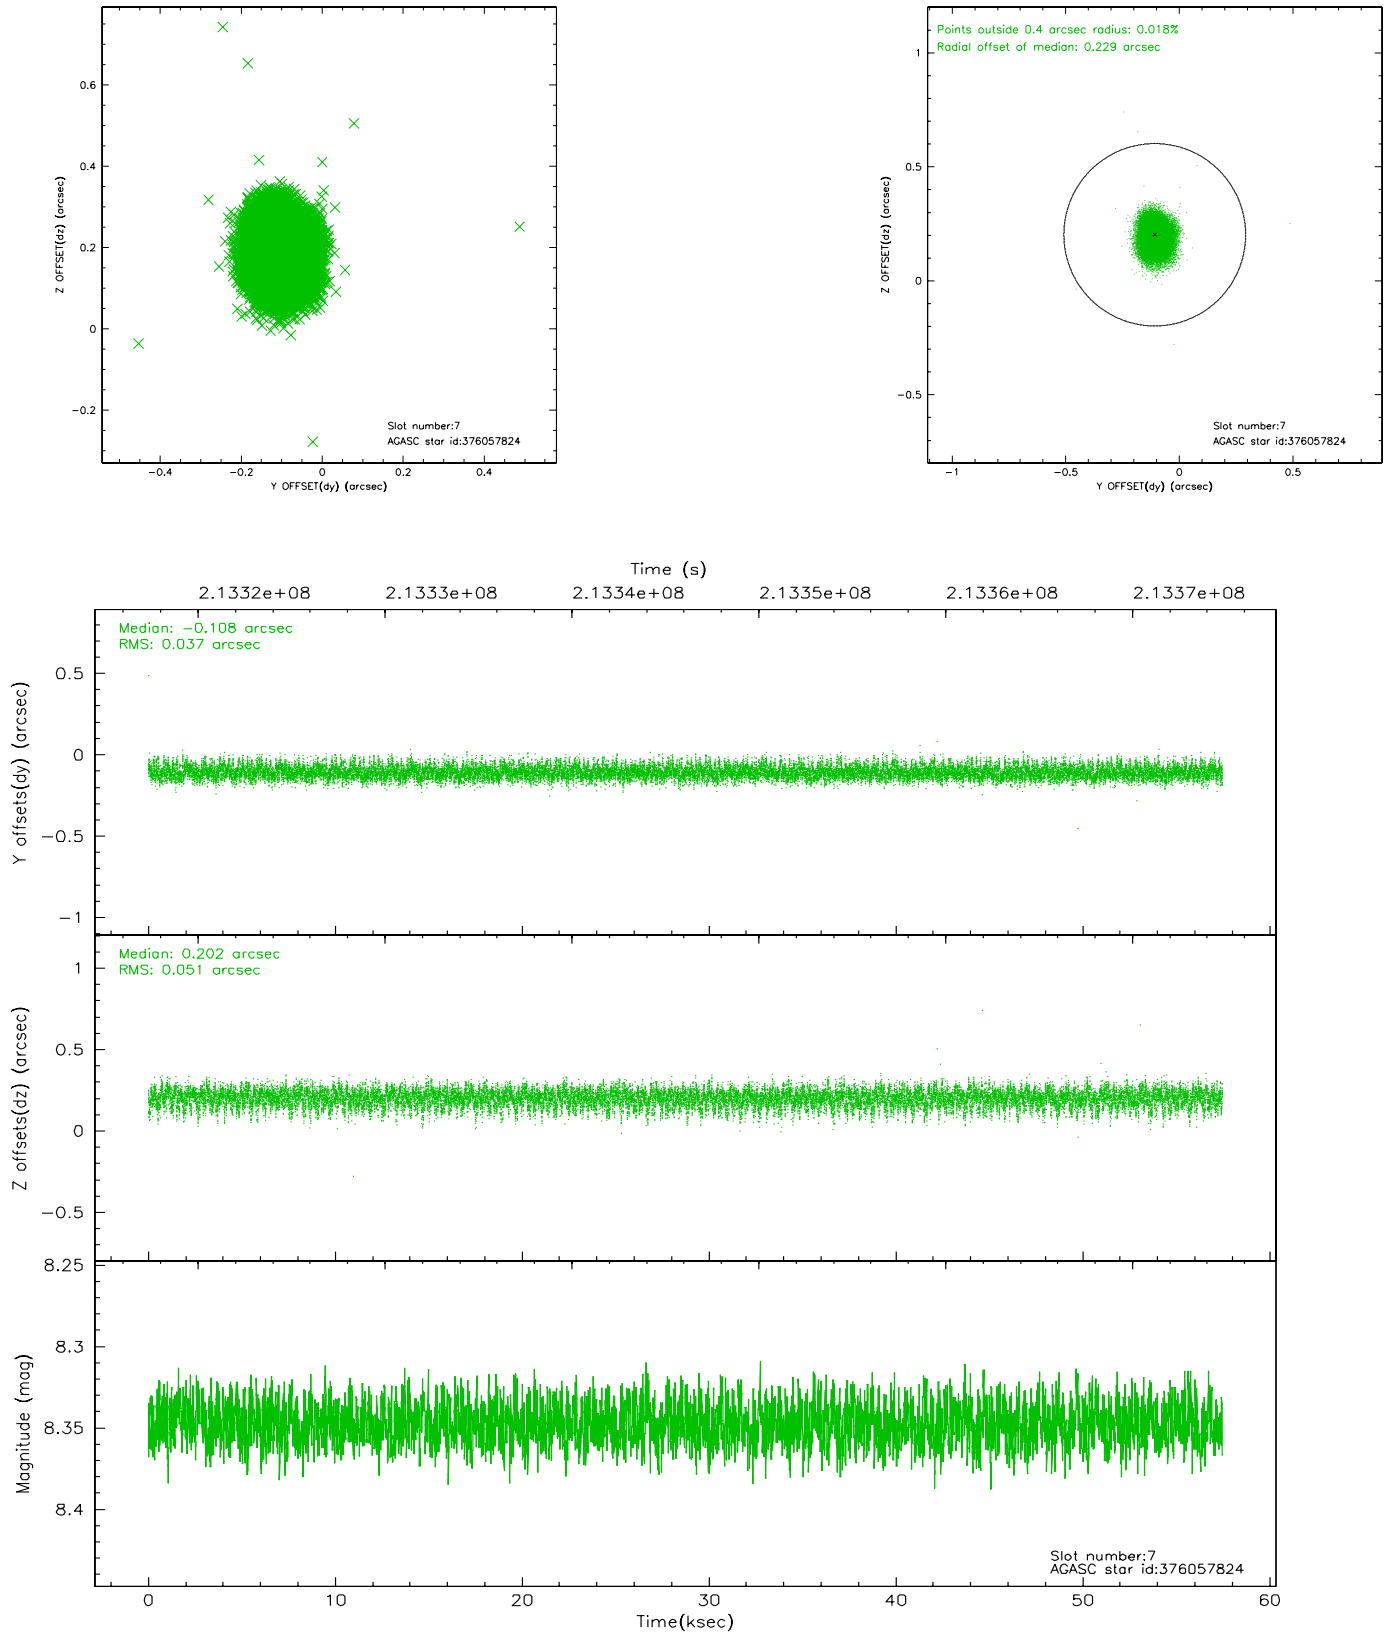 0.6
0.4
0.2
0
−0.2
Z OFFSET(dz) (arcsec)
Slot number:7
AGASC star id:376057824
−0.4 −0.2 0 0.2 0.4
Y OFFSET(dy) (arcsec)
Points outside 0.4 arcsec radius: 0.018%
Radial offset of median: 0.229 arcsec
1
0.5
0
−0.5
Z OFFSET(dz) (arcsec)
Slot number:7
AGASC star id:376057824
−1 −0.5 0 0.5
Y OFFSET(dy) (arcsec)
Time (s)
2.1332e+08 2.1333e+08 2.1334e+08 2.1335e+08 2.1336e+08 2.1337e+08
Median: −0.108 arcsec
RMS: 0.037 arcsec
0.5
0
−0.5
−1
Y offsets(dy) (arcsec)
Median: 0.202 arcsec
RMS: 0.051 arcsec
1
0.5
0
−0.5
Z offsets(dz) (arcsec)
8.25
8.3
8.35
8.4
Magnitude (mag)
Slot number:7
AGASC star id:376057824
0 10 20 30 40 50 60
Time(ksec)